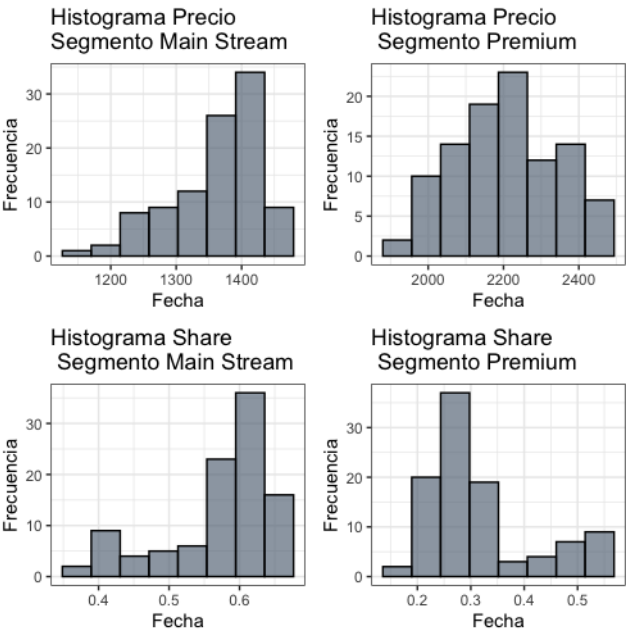 Histograma Precio
Segmento Main Stream
Frecuencia
30
20
10
0
1200 1300 1400
Fecha
Histograma Precio
Segmento Premium
Frecuencia
20
15
10
5
0
2000 2200 2400
Fecha
Histograma Share
Segmento Main Stream
Frecuencia
30
20
10
0
0.4 0.5 0.6
Fecha
Histograma Share
Segmento Premium
Frecuencia
30
20
10
0
0.2 0.3 0.4 0.5
Fecha